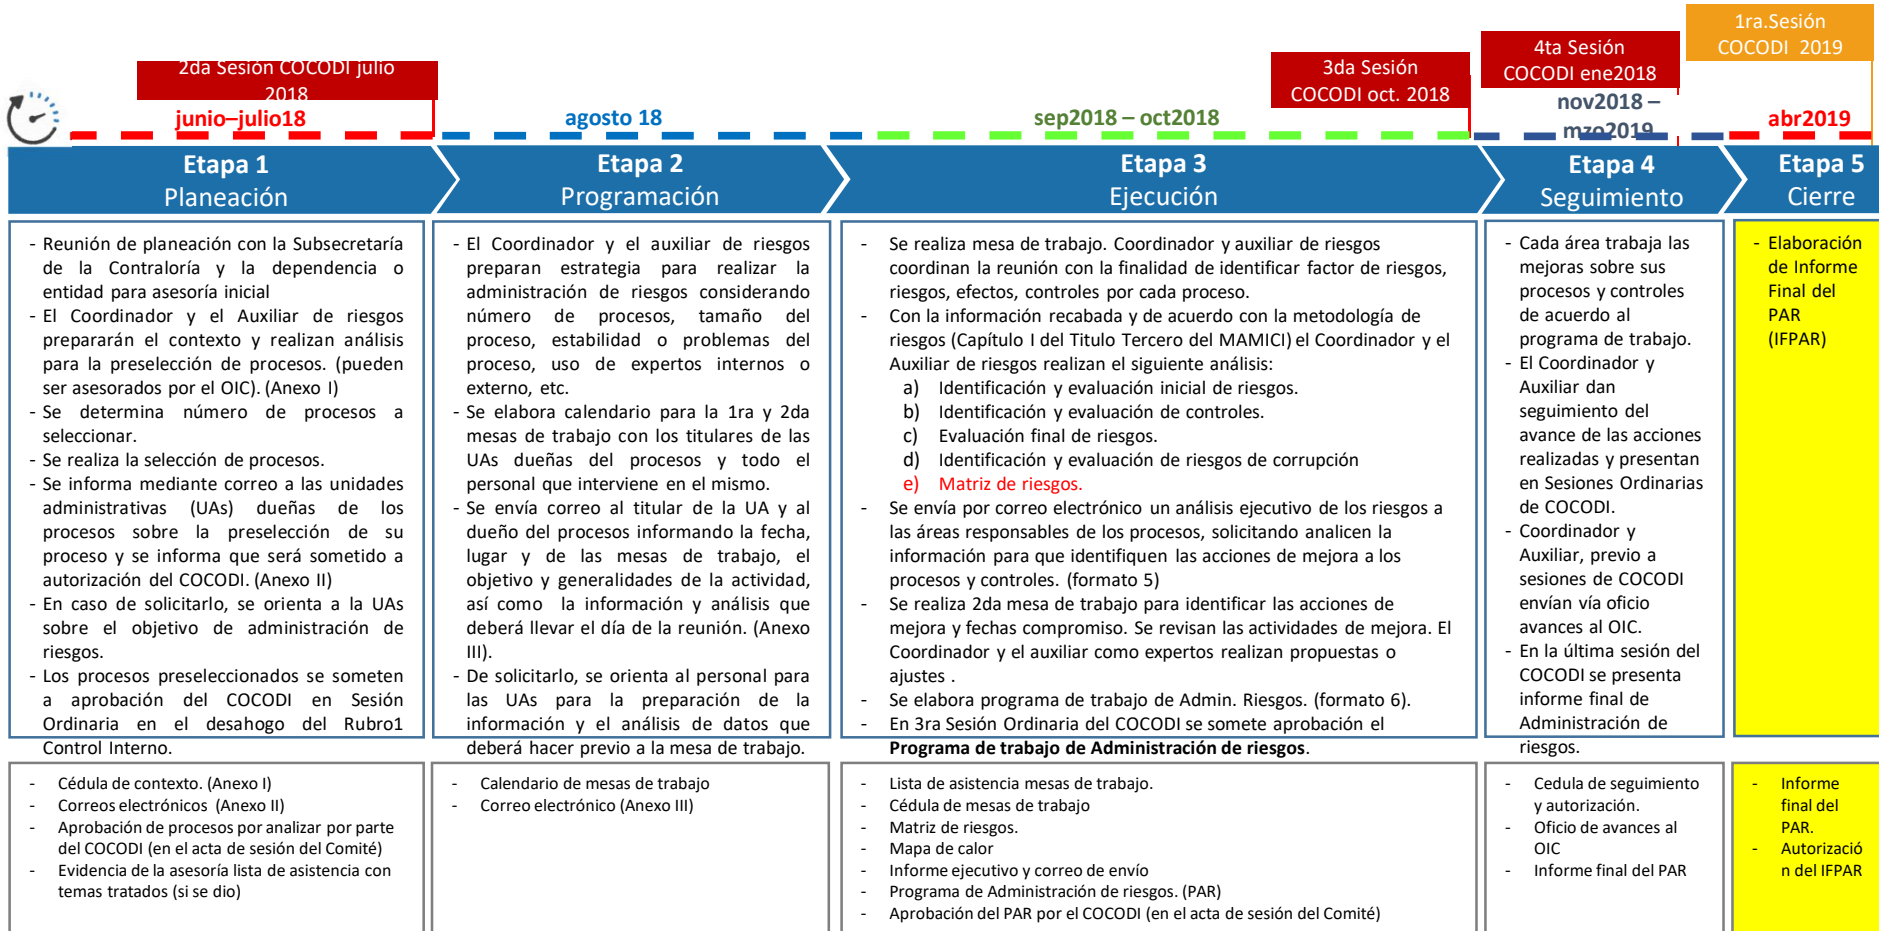 1ra.Sesión
COCODI 2019
2da Sesión COCODI julio
2018
3da Sesión
COCODI oct. 2018
4ta Sesión
COCODI ene2018
junio–julio18
agosto 18
sep2018 – oct2018
nov2018 –
mzo2019
abr2019
Etapa 1
Planeación
Etapa 2
Programación
Etapa 3
Ejecución
Etapa 4
Seguimiento
Etapa 5
Cierre
- Reunión de planeación con la Subsecretaría
de la Contraloría y la dependencia o
entidad para asesoría inicial
- El Coordinador y el Auxiliar de riesgos
prepararán el contexto y realizan análisis
para la preselección de procesos. (pueden
ser asesorados por el OIC). (Anexo I)
- Se determina número de procesos a
seleccionar.
- Se realiza la selección de procesos.
- Se informa mediante correo a las unidades
administrativas (UAs) dueñas de los
procesos sobre la preselección de su
proceso y se informa que será sometido a
autorización del COCODI. (Anexo II)
- En caso de solicitarlo, se orienta a la UAs
sobre el objetivo de administración de
riesgos.
- Los procesos preseleccionados se someten
a aprobación del COCODI en Sesión
Ordinaria en el desahogo del Rubro1
Control Interno.
- El Coordinador y el auxiliar de riesgos
preparan estrategia para realizar la
administración de riesgos considerando
número de procesos, tamaño del
proceso, estabilidad o problemas del
proceso, uso de expertos internos o
externo, etc.
- Se elabora calendario para la 1ra y 2da
mesas de trabajo con los titulares de las
UAs dueñas del procesos y todo el
personal que interviene en el mismo.
- Se envía correo al titular de la UA y al
dueño del procesos informando la fecha,
lugar y de las mesas de trabajo, el
objetivo y generalidades de la actividad,
así como la información y análisis que
deberá llevar el día de la reunión. (Anexo
III).
- De solicitarlo, se orienta al personal para
las UAs para la preparación de la
información y el análisis de datos que
deberá hacer previo a la mesa de trabajo.
- Se realiza mesa de trabajo. Coordinador y auxiliar de riesgos
coordinan la reunión con la finalidad de identificar factor de riesgos,
riesgos, efectos, controles por cada proceso.
- Con la información recabada y de acuerdo con la metodología de
riesgos (Capítulo I del Titulo Tercero del MAMICI) el Coordinador y el
Auxiliar de riesgos realizan el siguiente análisis:
a) Identificación y evaluación inicial de riesgos.
b) Identificación y evaluación de controles.
c) Evaluación final de riesgos.
d) Identificación y evaluación de riesgos de corrupción
e) Matriz de riesgos.
- Se envía por correo electrónico un análisis ejecutivo de los riesgos a
las áreas responsables de los procesos, solicitando analicen la
información para que identifiquen las acciones de mejora a los
procesos y controles. (formato 5)
- Se realiza 2da mesa de trabajo para identificar las acciones de
mejora y fechas compromiso. Se revisan las actividades de mejora. El
Coordinador y el auxiliar como expertos realizan propuestas o
ajustes .
- Se elabora programa de trabajo de Admin. Riesgos. (formato 6).
- En 3ra Sesión Ordinaria del COCODI se somete aprobación el
Programa de trabajo de Administración de riesgos.
- Cada área trabaja las
mejoras sobre sus
procesos y controles
de acuerdo al
programa de trabajo.
- El Coordinador y
Auxiliar dan
seguimiento del
avance de las acciones
realizadas y presentan
en Sesiones Ordinarias
de COCODI.
- Coordinador y
Auxiliar, previo a
sesiones de COCODI
envían vía oficio
avances al OIC.
- En la última sesión del
COCODI se presenta
informe final de
Administración de
riesgos.
- Elaboración
de Informe
Final del
PAR
(IFPAR)
- Cédula de contexto. (Anexo I)
- Correos electrónicos (Anexo II)
- Aprobación de procesos por analizar por parte
del COCODI (en el acta de sesión del Comité)
- Evidencia de la asesoría lista de asistencia con
temas tratados (si se dio)
- Calendario de mesas de trabajo
- Correo electrónico (Anexo III)
- Lista de asistencia mesas de trabajo.
- Cédula de mesas de trabajo
- Matriz de riesgos.
- Mapa de calor
- Informe ejecutivo y correo de envío
- Programa de Administración de riesgos. (PAR)
- Aprobación del PAR por el COCODI (en el acta de sesión del Comité)
- Cedula de seguimiento
y autorización.
- Oficio de avances al
OIC
- Informe final del PAR
- Informe
final del
PAR.
- Autorizació
n del IFPAR